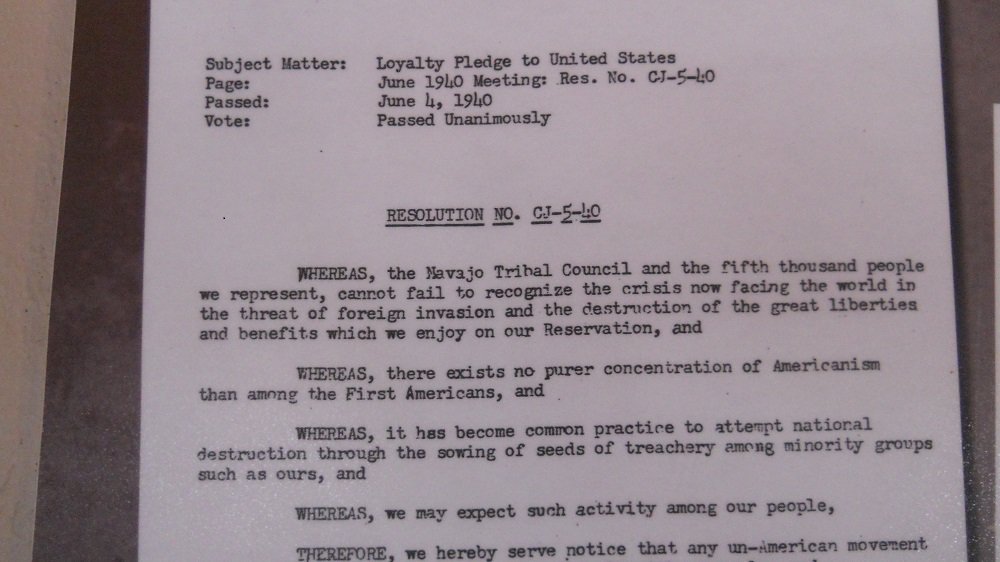 Subject Matter: Loyalty Pledge to United States
Page: June 1940 Meeting: Res. No. CJ-5-40
Passed: June 4, 1940
Vote: Passed Unanimously
RESOLUTION NO. CJ-5-40
WHEREAS, the Navajo Tribal Council and the fifth thousand people
we represent, cannot fail to recognize the crisis now facing the world in
the threat of foreign invasion and the destruction of the great liberties
and benefits which we enjoy on our Reservation, and
WHEREAS, there exists no purer concentration of Americanism
than among the First Americans, and
WHEREAS, it has become common practice to attempt national
destruction through the sowing of seeds of treachery among minority groups
such as ours, and
WHEREAS, we may expect such activity among our people,
THEREFORE, we hereby serve notice that any un-American movement